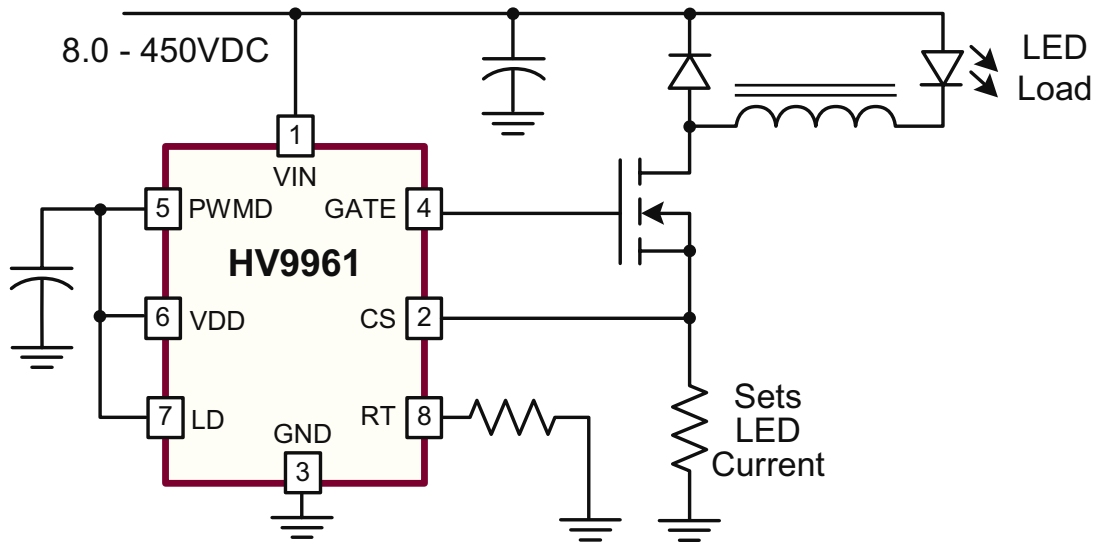 8.0 - 450VDC
LED
Load
1
VIN
5 PWMD
GATE 4
HV9961
6 VDD
CS 2
7 LD
RT 8
GND
3
Sets
LED
Current